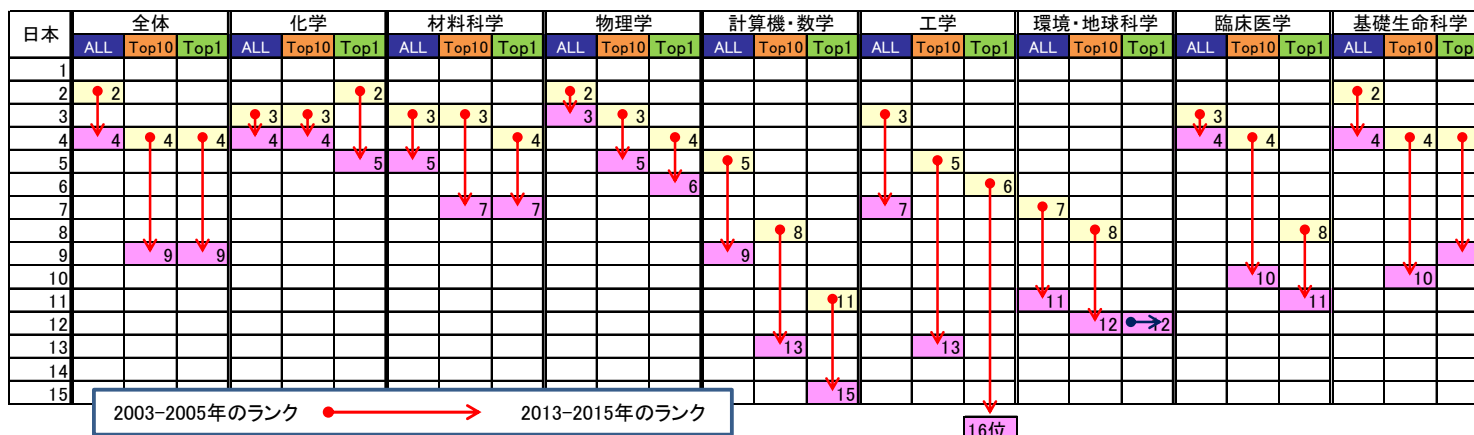 日本 全体 化学 材料科学 物理学 計算機・数学 工学 環境・地球科学 臨床医学 基礎生命科学
ALL Top10 Top1 ALL Top10 Top1 ALL Top10 Top1 ALL Top10 Top1 ALL Top10 Top1 ALL Top10 Top1 ALL Top10 Top1 ALL Top10 Top1 ALL Top10 Top
1
2 2 2 2 2
3 3 3 3 3 3 3 3 3
4 4 4 4 4 4 4 4 4 4 4 4
5 5 5 5 5 5
6 6 6
7 7 7 7 7
8 8 8 8
9 9 9 9
10 10 10
11 11 11 11
12 12 12
13 13 13
14
15 15
2003-2005年のランク 2013-2015年のランク
16位